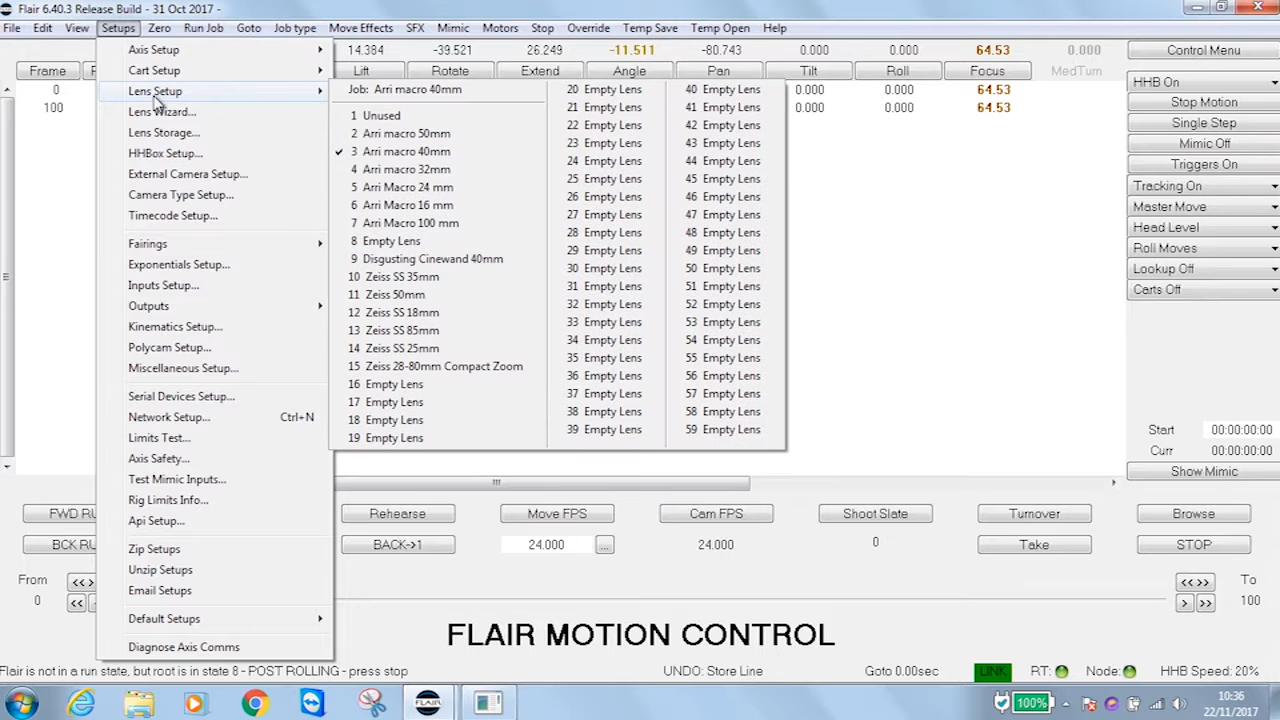 Flair 6.40.3 Release Build - 31 Oct 2017 -
File Edit View Setups Zero Run Job Goto Job type Move Effects SFX Mimic Motors Stop Override Temp Save Temp Open Help
14.384 -39.521 26.249 -11.511 -80.743 0.000 0.000 64.53 0.000
Frame Lift Rotate Extend Angle Pan Tilt Roll Focus MedTurn
0 0.000 0.000 64.53
100 0.000 0.000 64.53
Axis Setup
Cart Setup
Lens Setup
Lens Wizard...
Lens Storage...
HHBox Setup...
External Camera Setup...
Camera Type Setup...
Timecode Setup...
Fairings
Exponentials Setup...
Inputs Setup...
Outputs
Kinematics Setup...
Polycam Setup...
Miscellaneous Setup...
Serial Devices Setup...
Network Setup... Ctrl+N
Limits Test...
Axis Safety...
Test Mimic Inputs...
Rig Limits Info...
Api Setup...
Zip Setups
Unzip Setups
Email Setups
Default Setups
Diagnose Axis Comms
Job: Arri macro 40mm
1 Unused
2 Arri macro 50mm
3 Arri macro 40mm
4 Arri macro 32mm
5 Arri Macro 24 mm
6 Arri Macro 16 mm
7 Arri Macro 100 mm
8 Empty Lens
9 Disgusting Cinewand 40mm
10 Zeiss SS 35mm
11 Zeiss 50mm
12 Zeiss SS 18mm
13 Zeiss SS 85mm
14 Zeiss SS 25mm
15 Zeiss 28-80mm Compact Zoom
16 Empty Lens
17 Empty Lens
18 Empty Lens
19 Empty Lens
20 Empty Lens
21 Empty Lens
22 Empty Lens
23 Empty Lens
24 Empty Lens
25 Empty Lens
26 Empty Lens
27 Empty Lens
28 Empty Lens
29 Empty Lens
30 Empty Lens
31 Empty Lens
32 Empty Lens
33 Empty Lens
34 Empty Lens
35 Empty Lens
36 Empty Lens
37 Empty Lens
38 Empty Lens
39 Empty Lens
40 Empty Lens
41 Empty Lens
42 Empty Lens
43 Empty Lens
44 Empty Lens
45 Empty Lens
46 Empty Lens
47 Empty Lens
48 Empty Lens
49 Empty Lens
50 Empty Lens
51 Empty Lens
52 Empty Lens
53 Empty Lens
54 Empty Lens
55 Empty Lens
56 Empty Lens
57 Empty Lens
58 Empty Lens
59 Empty Lens
Control Menu
HHB On
Stop Motion
Single Step
Mimic Off
Triggers On
Tracking On
Master Move
Head Level
Roll Moves
Lookup Off
Carts Off
Start 00:00:00:00
Curr 00:00:00:00
Show Mimic
FWD RU Rehearse Move FPS Cam FPS Shoot Slate Turnover Browse
BCK RU BACK->1 24.000 ... 24.000 0 Take STOP
From << > << >> To
0 << > >> 100
FLAIR MOTION CONTROL
Flair is not in a run state, but root is in state 8 - POST ROLLING - press stop UNDO: Store Line Goto 0.00sec LINK RT: Node: HHB Speed: 20%
FLAIR 100% 10:36
22/11/2017